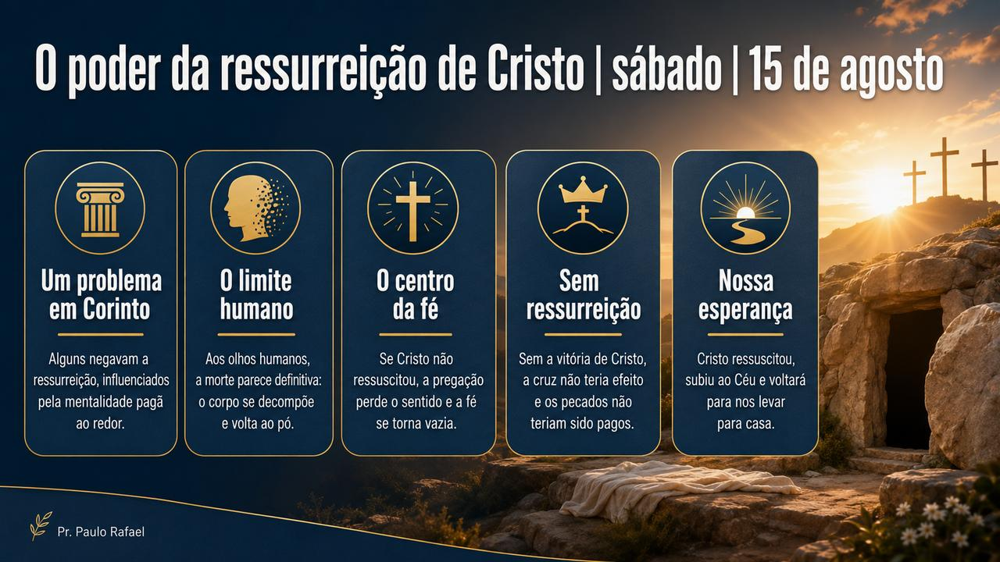 O poder da ressurreição de Cristo | sábado | 15 de agosto
Um problema
em Corinto
Alguns negavam a
ressurreição, influenciados
pela mentalidade pagã
ao redor.
O limite
humano
Aos olhos humanos,
a morte parece definitiva:
o corpo se decompõe
e volta ao pó.
O centro
da fé
Se Cristo não
ressuscitou, a pregação
perde o sentido e a fé
se torna vazia.
Sem
ressurreição
Sem a vitória de Cristo,
a cruz não teria efeito
e os pecados não
teriam sido pagos.
Nossa
esperança
Cristo ressuscitou,
subiu ao Céu e voltará
para nos levar
para casa.
Pr. Paulo Rafael